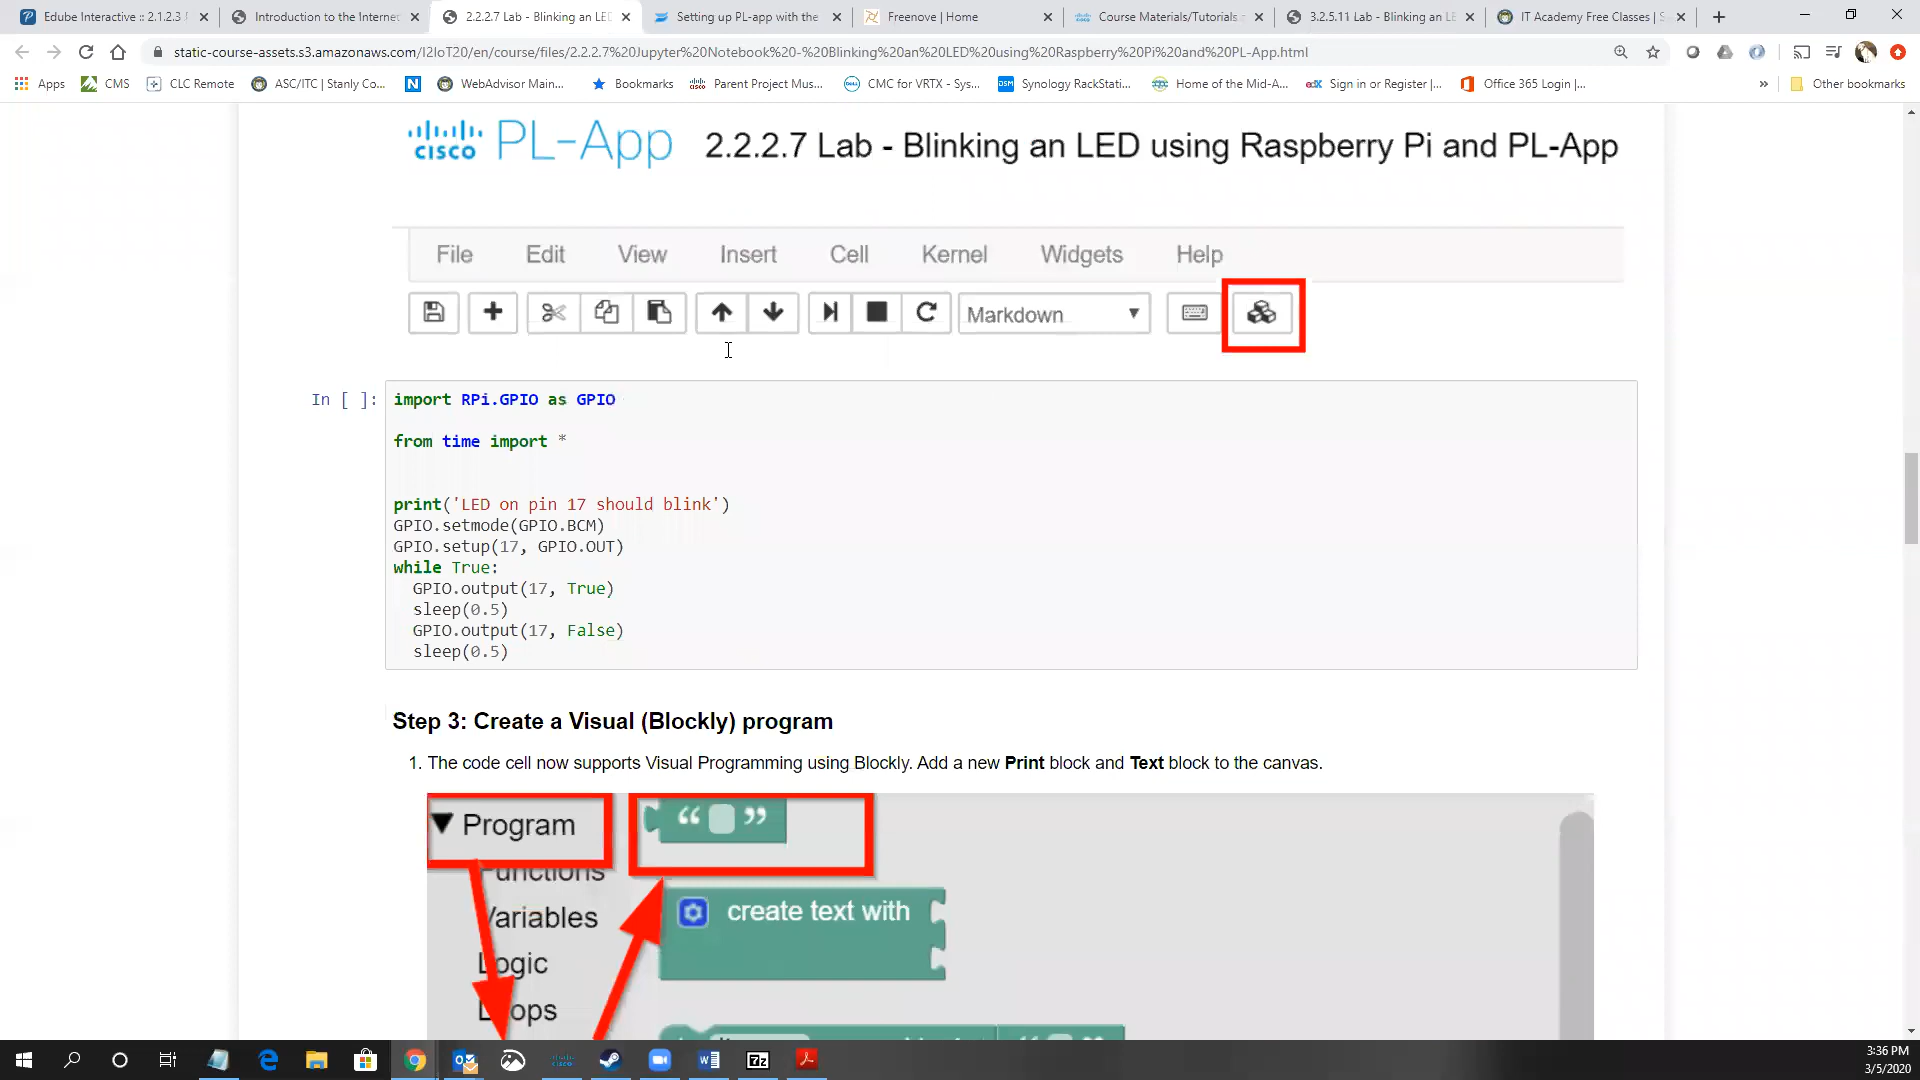 Edube Interactive :: 2.1.2.3
Introduction to the Internet
2.2.2.7 Lab - Blinking an LED
Setting up PL-app with the
Freenove | Home
Course Materials/Tutorials
3.2.5.11 Lab - Blinking an LE
IT Academy Free Classes | S
static-course-assets.s3.amazonaws.com/I2IoT20/en/course/files/2.2.2.7%20Jupyter%20Notebook%20-%20Blinking%20an%20LED%20using%20Raspberry%20Pi%20and%20PL-App.html
Apps
CMS
CLC Remote
ASC/ITC | Stanly Co...
N
WebAdvisor Main...
Bookmarks
Parent Project Mus...
CMC for VRTX - Sys...
DSM
Synology RackStati...
Home of the Mid-A...
edX
Sign in or Register |...
Office 365 Login |...
»
Other bookmarks
CISCO PL-App 2.2.2.7 Lab - Blinking an LED using Raspberry Pi and PL-App
File Edit View Insert Cell Kernel Widgets Help
Markdown
In [ ]:
import RPi.GPIO as GPIO
from time import *
print('LED on pin 17 should blink')
GPIO.setmode(GPIO.BCM)
GPIO.setup(17, GPIO.OUT)
while True:
GPIO.output(17, True)
sleep(0.5)
GPIO.output(17, False)
sleep(0.5)
Step 3: Create a Visual (Blockly) program
1. The code cell now supports Visual Programming using Blockly. Add a new Print block and Text block to the canvas.
Program
“ ”
Functions
create text with
Variables
Logic
Loops
7z
3:36 PM
3/5/2020